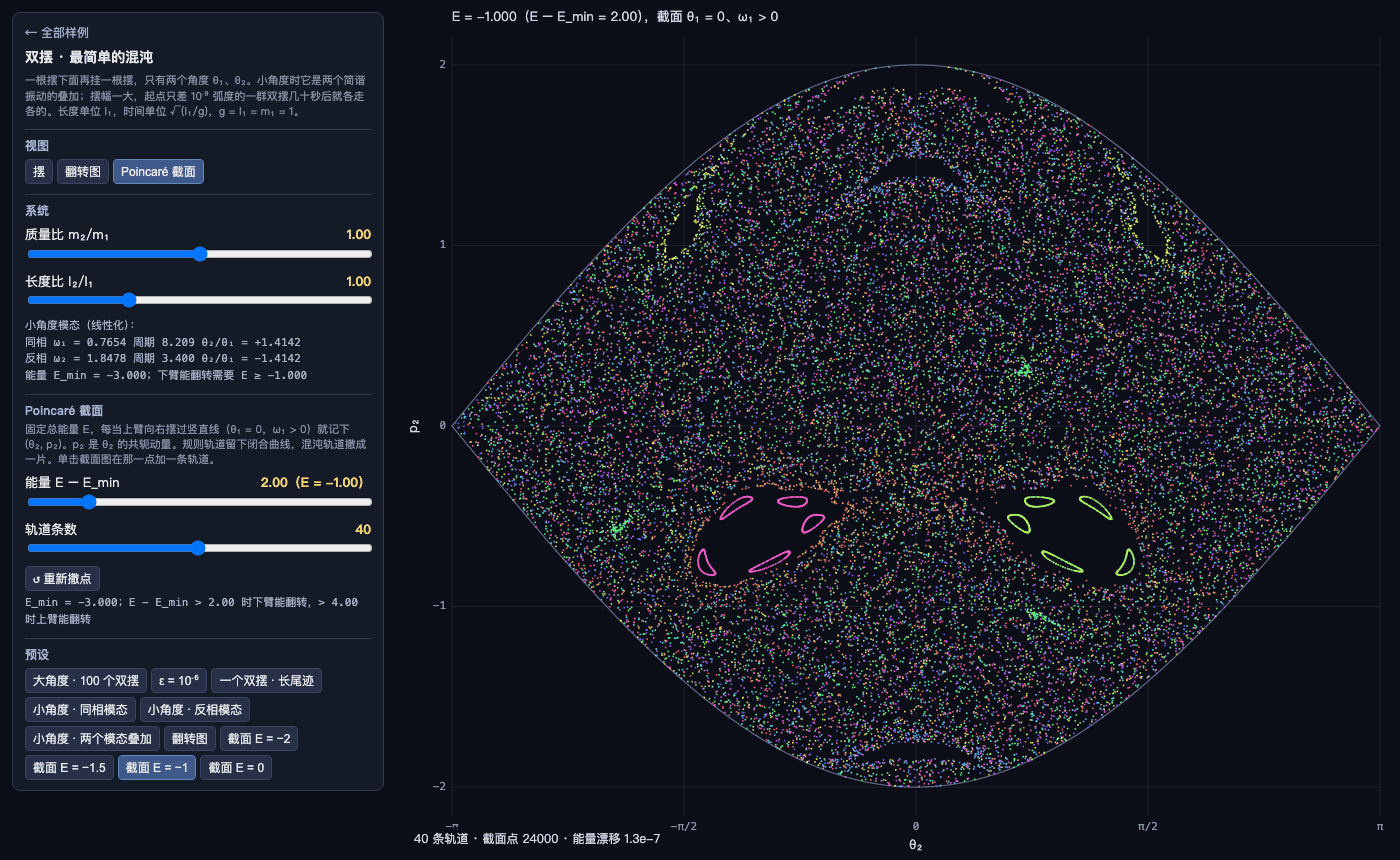 ← 全部样例
双摆 · 最简单的混沌
一根摆下面再挂一根摆，只有两个角度 θ₁、θ₂。小角度时它是两个简谐
振动的叠加；摆幅一大，起点只差 10⁻⁹ 弧度的一群双摆几十秒后就各走
各的。长度单位 l₁，时间单位 √(l₁/g)，g = l₁ = m₁ = 1。
视图
摆
翻转图
Poincaré 截面
系统
质量比 m₂/m₁ 1.00
长度比 l₂/l₁ 1.00
小角度模态（线性化）：
同相 ω₁ = 0.7654 周期 8.209 θ₂/θ₁ = +1.4142
反相 ω₂ = 1.8478 周期 3.400 θ₂/θ₁ = −1.4142
能量 E_min = −3.000；下臂能翻转需要 E ≥ −1.000
Poincaré 截面
固定总能量 E，每当上臂向右摆过竖直线（θ₁ = 0，ω₁ > 0）就记下
(θ₂, p₂)。p₂ 是 θ₂ 的共轭动量。规则轨道留下闭合曲线，混沌轨道撒成
一片。单击截面图在那一点加一条轨道。
能量 E − E_min 2.00（E = −1.00）
轨道条数 40
↺ 重新撒点
E_min = −3.000；E − E_min > 2.00 时下臂能翻转，> 4.00
时上臂能翻转
预设
大角度 · 100 个双摆
ε = 10⁻⁶
一个双摆 · 长尾迹
小角度 · 同相模态
小角度 · 反相模态
小角度 · 两个模态叠加
翻转图
截面 E = −2
截面 E = −1.5
截面 E = −1
截面 E = 0
E = −1.000（E − E_min = 2.00），截面 θ₁ = 0、ω₁ > 0
2
1
0
−1
−2
p₂
−π
−π/2
0
π/2
π
θ₂
40 条轨道 · 截面点 24000 · 能量漂移 1.3e−7